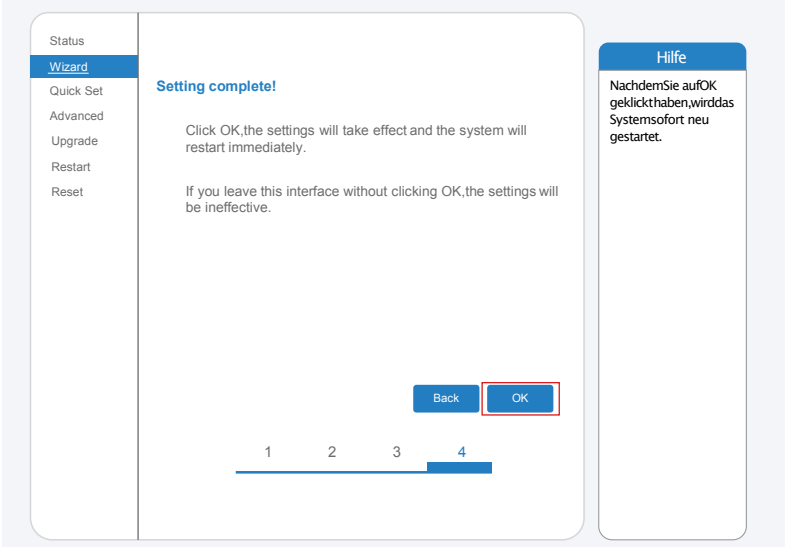 Status
Wizard
Quick Set
Advanced
Upgrade
Restart
Reset
Setting complete!
Click OK,the settings will take effect and the system will
restart immediately.
If you leave this interface without clicking OK,the settings will
be ineffective.
Back
OK
1 2 3 4
Hilfe
NachdemSie aufOK
geklickthaben,wirddas
Systemsofort neu
gestartet.